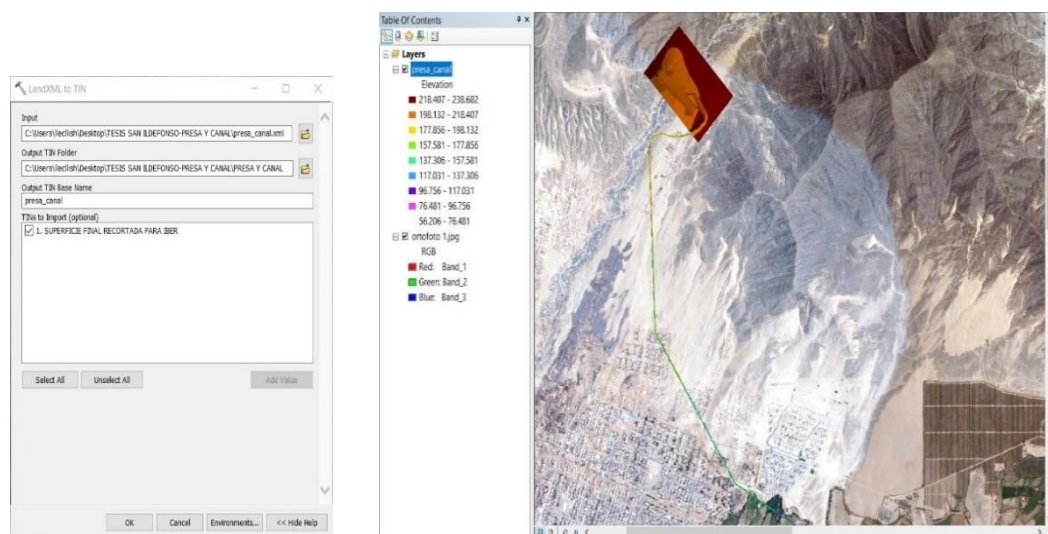 LandXML to TIN
Input
C:\Users\leclish\Desktop\TESIS SAN ILDEFONSO-PRESA Y CANAL\presa_canal.xml
Output TIN Folder
C:\Users\leclish\Desktop\TESIS SAN ILDEFONSO-PRESA Y CANAL\PRESA Y CANAL
Output TIN Base Name
presa_canal
TINs to Import (optional)
1. SUPERFICIE FINAL RECORTADA PARA IBER
Select All
Unselect All
Add Value
OK
Cancel
Environments...
<< Hide Help
Table Of Contents
Layers
presa_canal
Elevation
218.407 - 238.682
198.132 - 218.407
177.856 - 198.132
157.581 - 177.856
137.306 - 157.581
117.031 - 137.306
96.756 - 117.031
76.481 - 96.756
56.206 - 76.481
ortofoto 1.jpg
RGB
Red: Band_1
Green: Band_2
Blue: Band_3